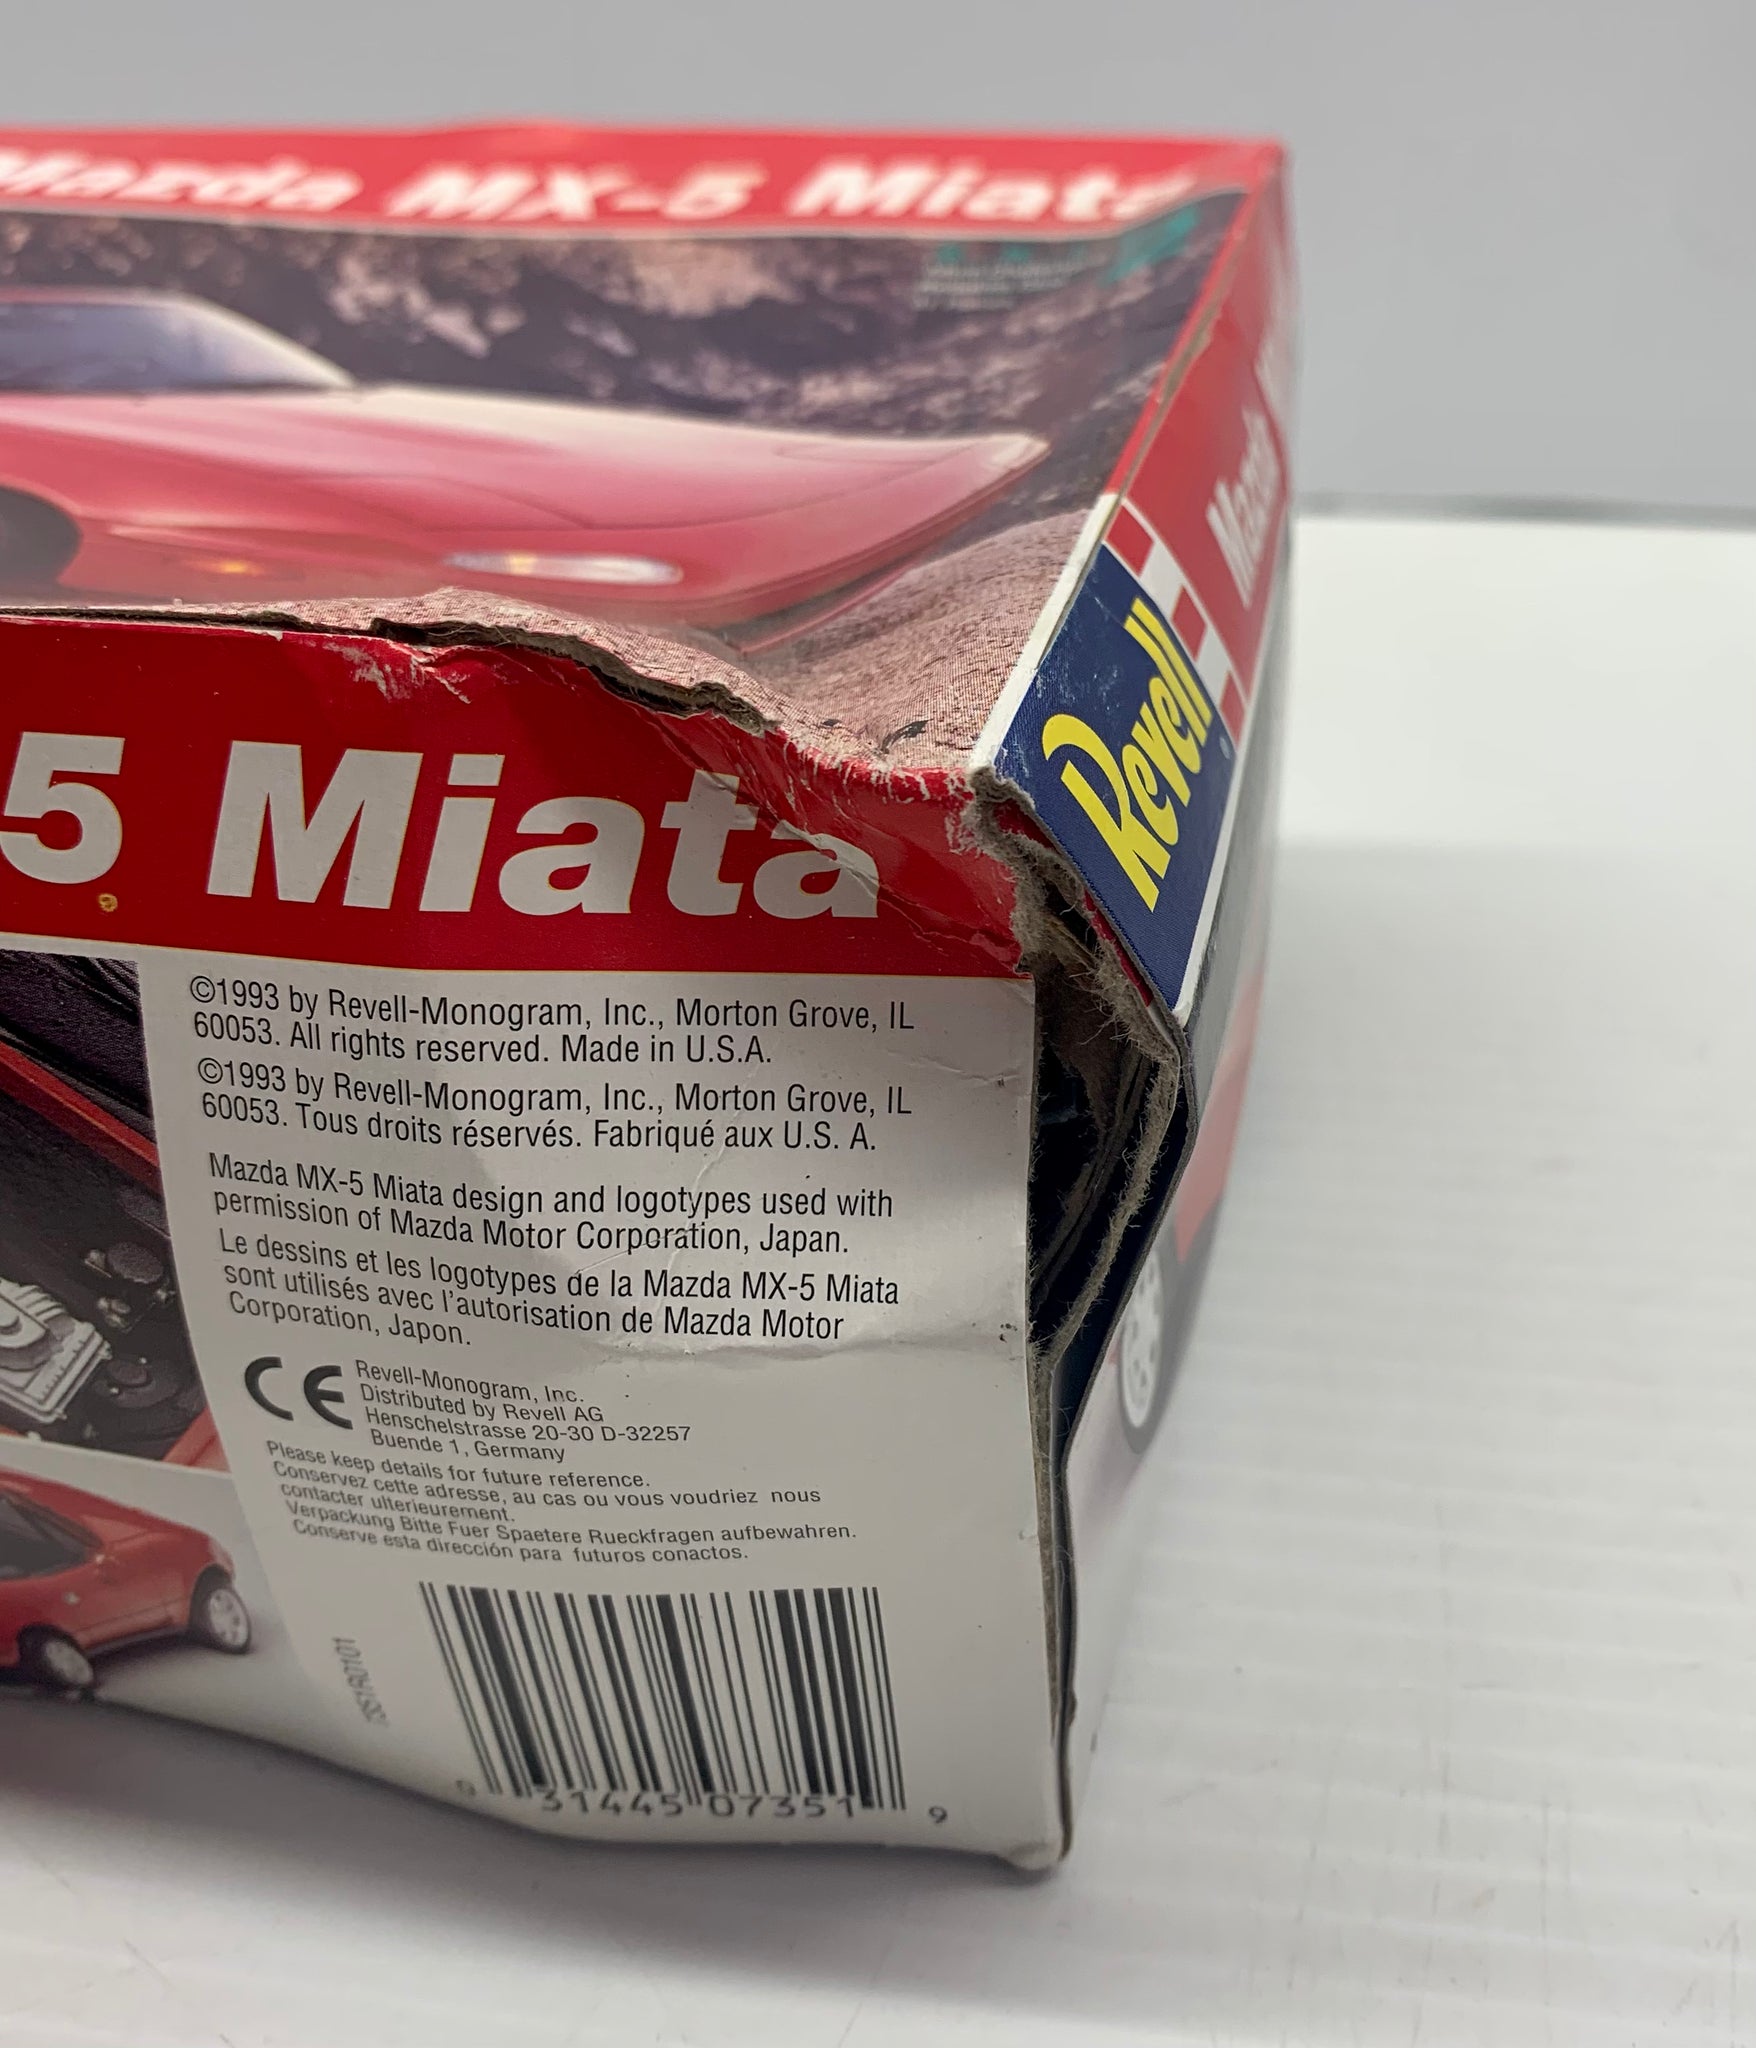 Mazda MX-5 Miata
Revell
®
Mazda
5 Miata
©1993 by Revell-Monogram, Inc., Morton Grove, IL
60053. All rights reserved. Made in U.S.A.
©1993 by Revell-Monogram, Inc., Morton Grove, IL
60053. Tous droits réservés. Fabriqué aux U.S. A.
Mazda MX-5 Miata design and logotypes used with
permission of Mazda Motor Corporation, Japan.
Le dessins et les logotypes de la Mazda MX-5 Miata
sont utilisés avec l'autorisation de Mazda Motor
Corporation, Japon.
CE
Revell-Monogram, Inc.
Distributed by Revell AG
Henschelstrasse 20-30 D-32257
Buende 1, Germany
Please keep details for future reference.
Conservez cette adresse, au cas ou vous voudriez nous
contacter ulterieurement.
Verpackung Bitte Fuer Spaetere Rueckfragen aufbewahren.
Conserve esta dirección para futuros conactos.
0 31445 07351 9